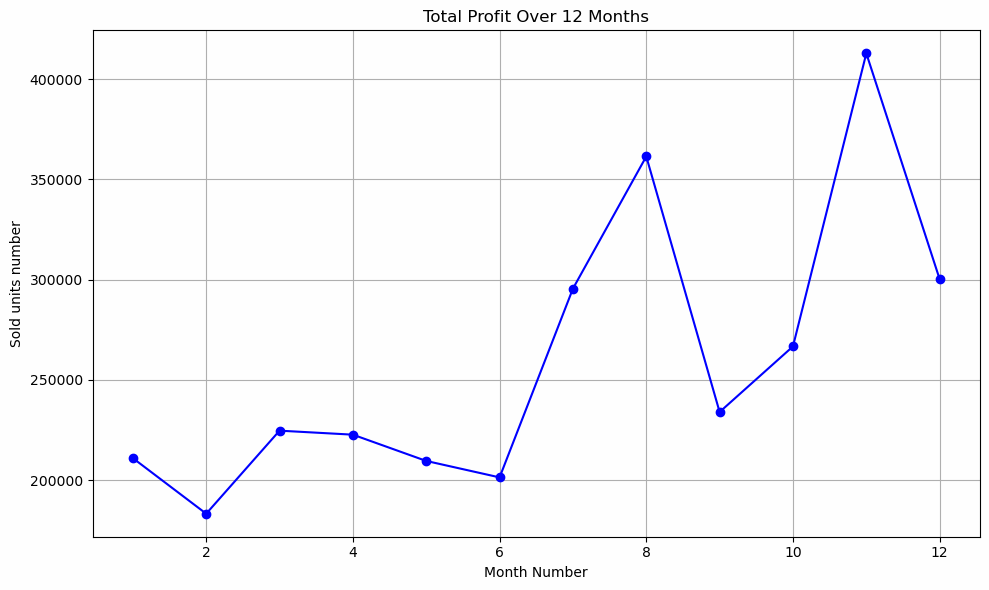 Total Profit Over 12 Months
400000
350000
300000
250000
200000
Sold units number
2 4 6 8 10 12
Month Number